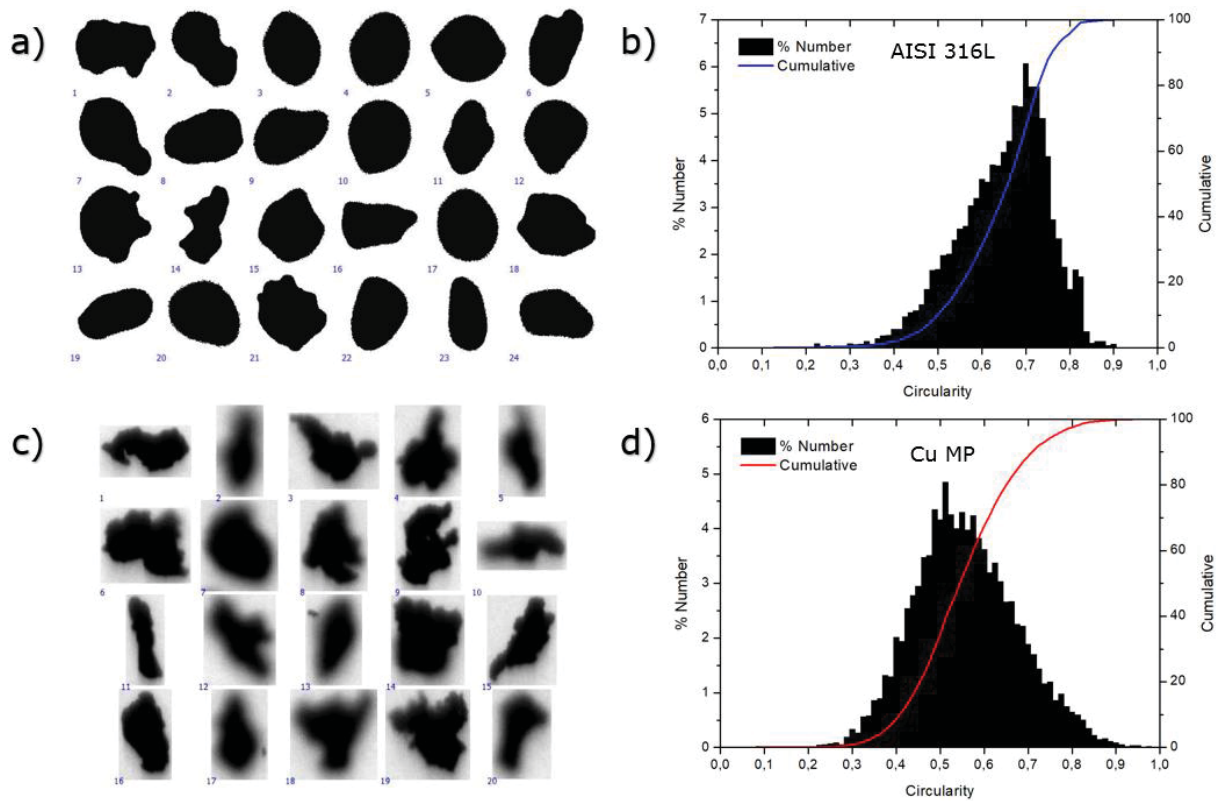 a)
1 2 3 4 5 6
7 8 9 10 11 12
13 14 15 16 17 18
19 20 21 22 23 24
b)
7
6
5
4
3
2
1
0
% Number
% Number
Cumulative
AISI 316L
100
80
60
40
20
0
Cumulative
0,0 0,1 0,2 0,3 0,4 0,5 0,6 0,7 0,8 0,9 1,0
Circularity
c)
1 2 3 4 5
6 7 8 9 10
11 12 13 14 15
16 17 18 19 20
d)
6
5
4
3
2
1
0
% Number
% Number
Cumulative
Cu MP
100
80
60
40
20
0
Cumulative
0,0 0,1 0,2 0,3 0,4 0,5 0,6 0,7 0,8 0,9 1,0
Circularity